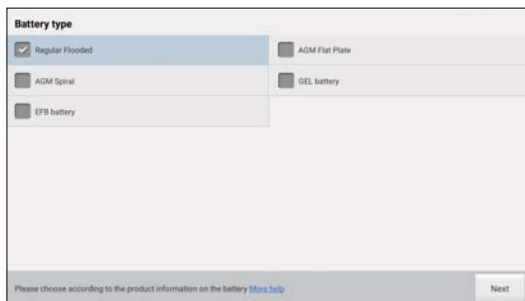 Battery type
Regular Flooded
AGM Flat Plate
AGM Spiral
GEL battery
EFB battery
Please choose according to the product information on the battery More help
Next